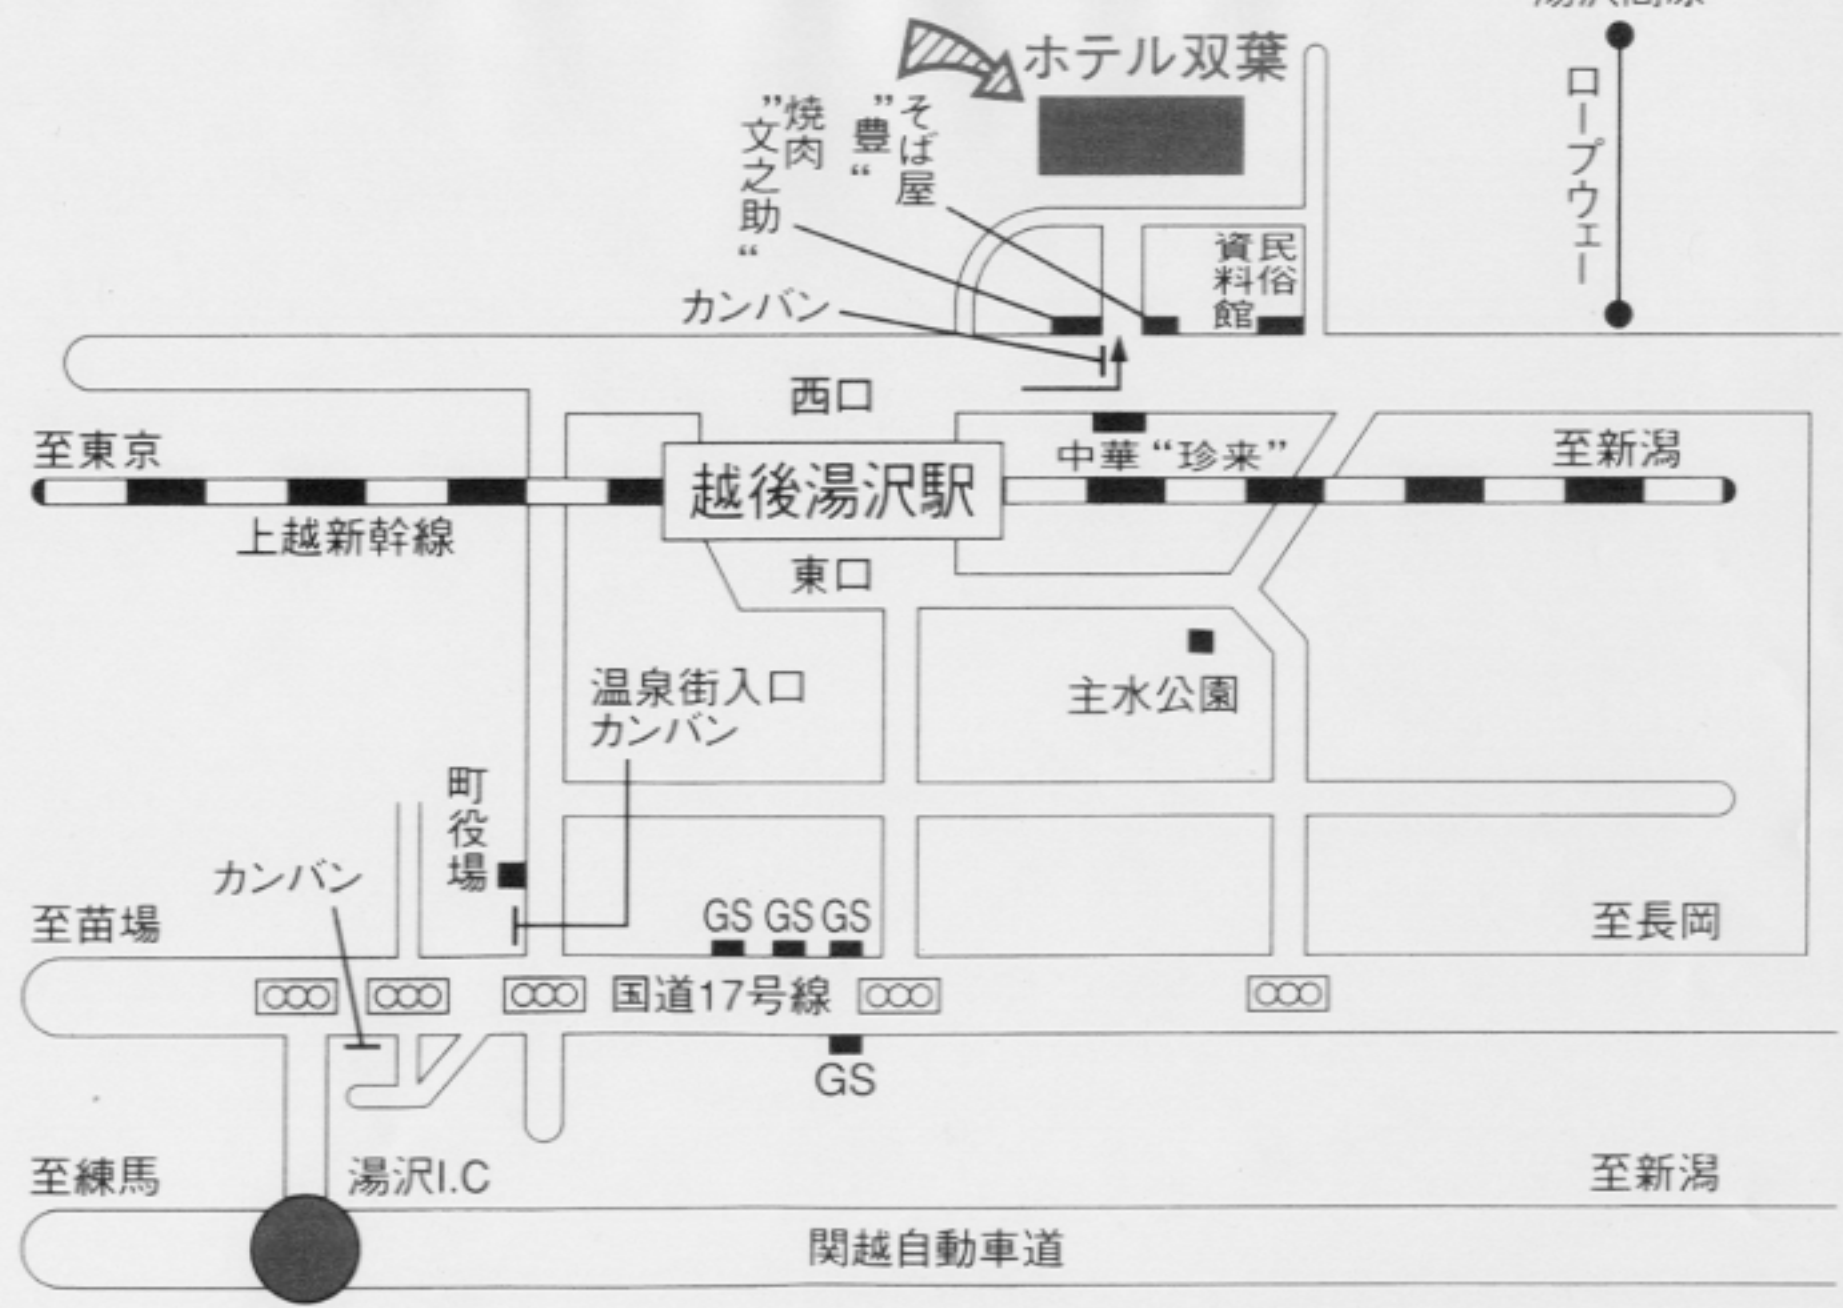 ホテル双葉
ロープウェー
そば屋
”豊“
焼肉
”文之助“
民俗
資料館
カンバン
西口
至東京
越後湯沢駅
中華“珍来”
至新潟
上越新幹線
東口
温泉街入口
カンバン
主水公園
町役場
カンバン
至苗場
GS GS GS
至長岡
国道17号線
GS
至練馬
湯沢I.C
至新潟
関越自動車道